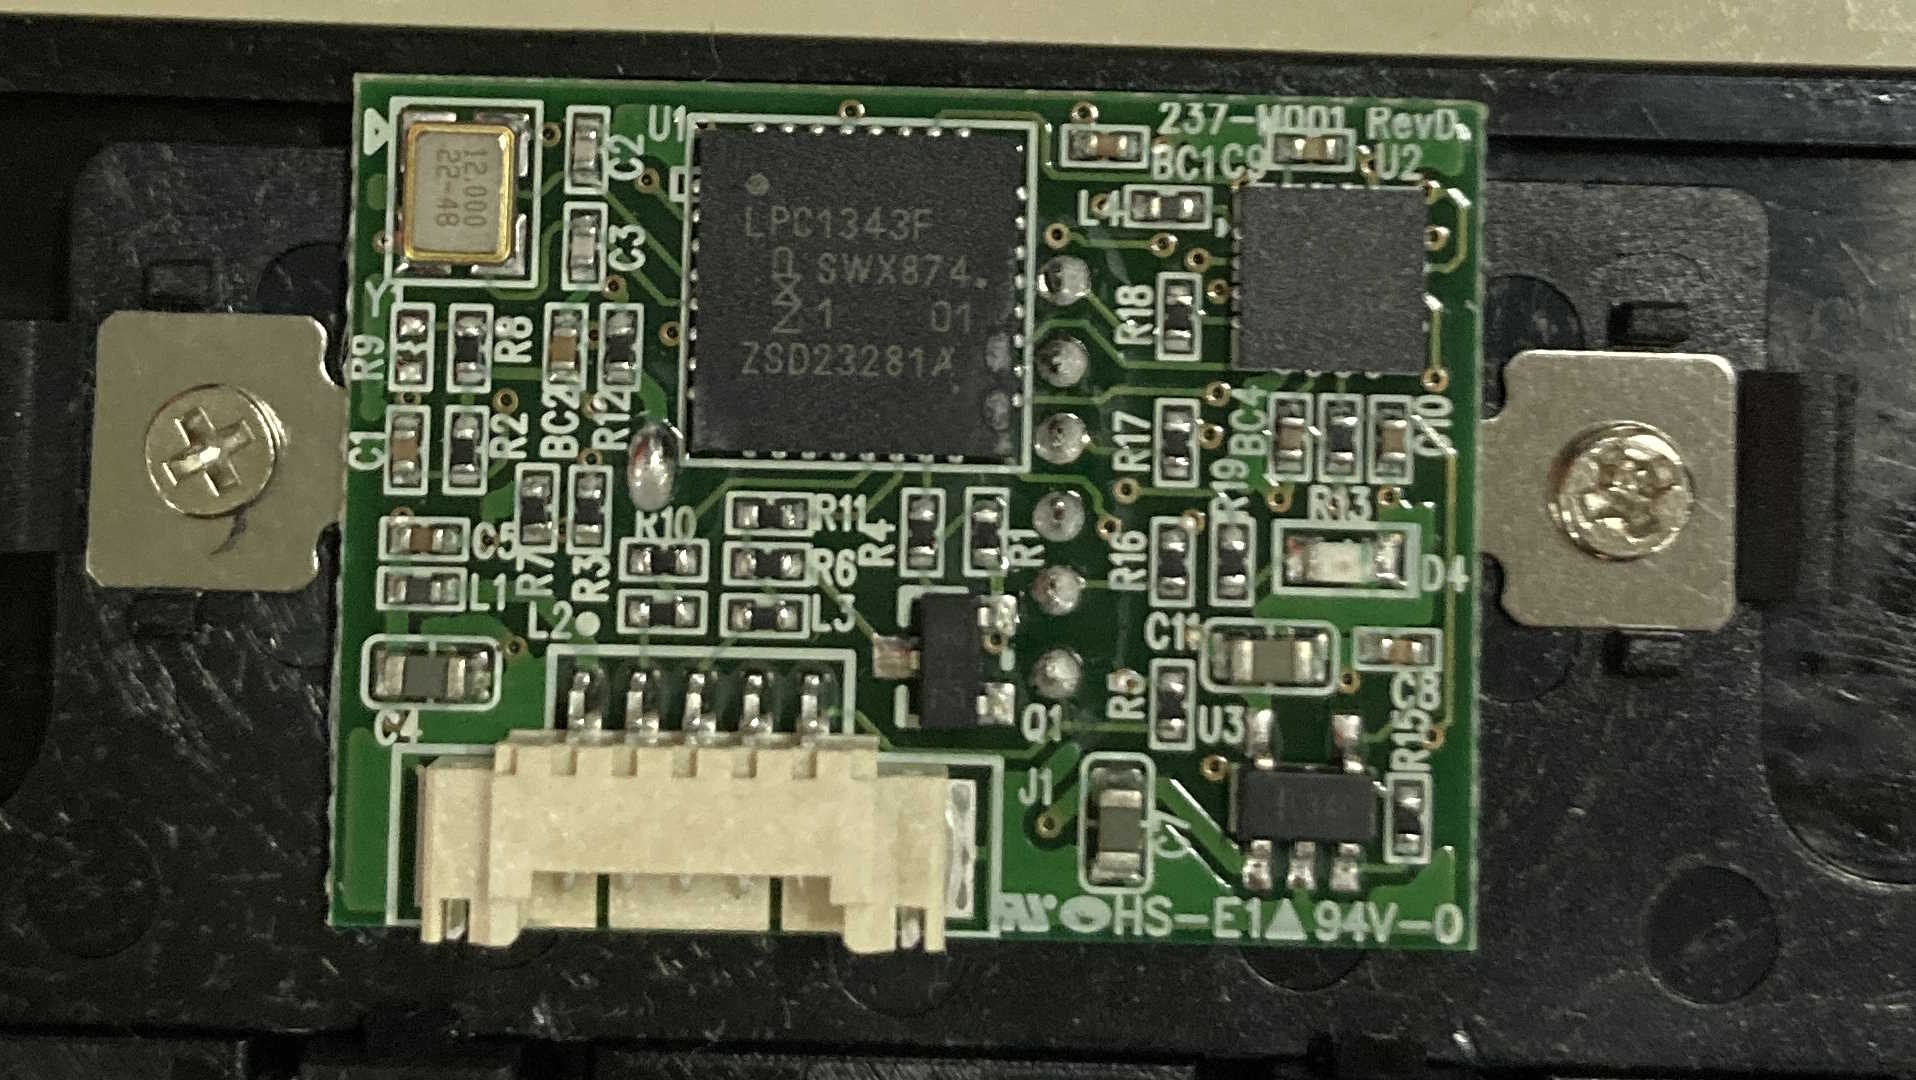 237-M001 RevD
U1
C2
BC1
C9
U2
12.000
22-48
LPC1343F
SWX874.
1 01
ZSD23281A
C3
L4
Y
R9
R8
BC2
R12
R18
C1
R2
R17
BC4
C10
R19
R13
C5
R7
R3
R10
R11
R4
R1
R16
D4
L1
R6
L2
L3
C11
C4
Q1
R5
U3
C8
R15
J1
C7
HS-E1 94V-0